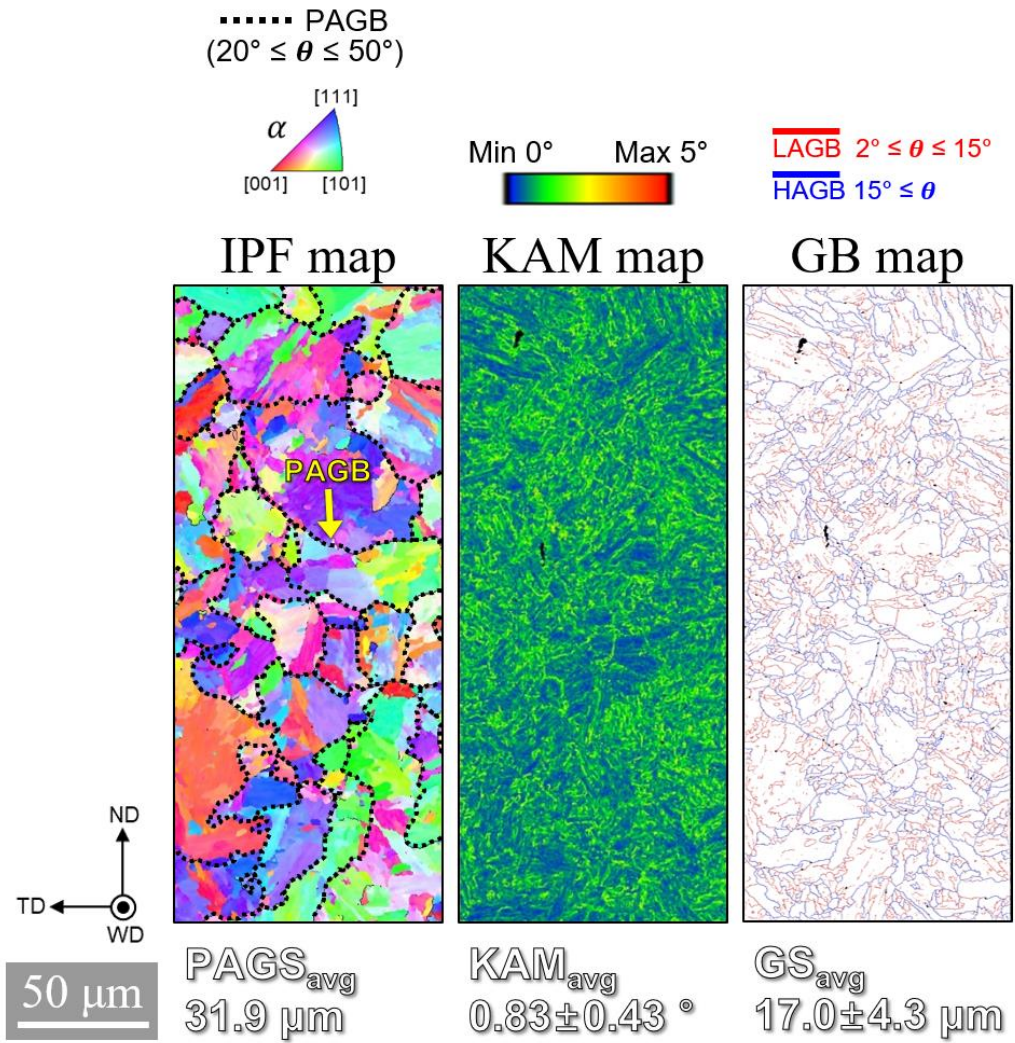 PAGB
(20° ≤ θ ≤ 50°)
[111]
α
[001] [101]
Min 0° Max 5°
LAGB 2° ≤ θ ≤ 15°
HAGB 15° ≤ θ
IPF map KAM map GB map
PAGB
ND
TD
WD
50 μm
PAGSavg KAMavg GSavg
31.9 μm 0.83±0.43 ° 17.0±4.3 μm